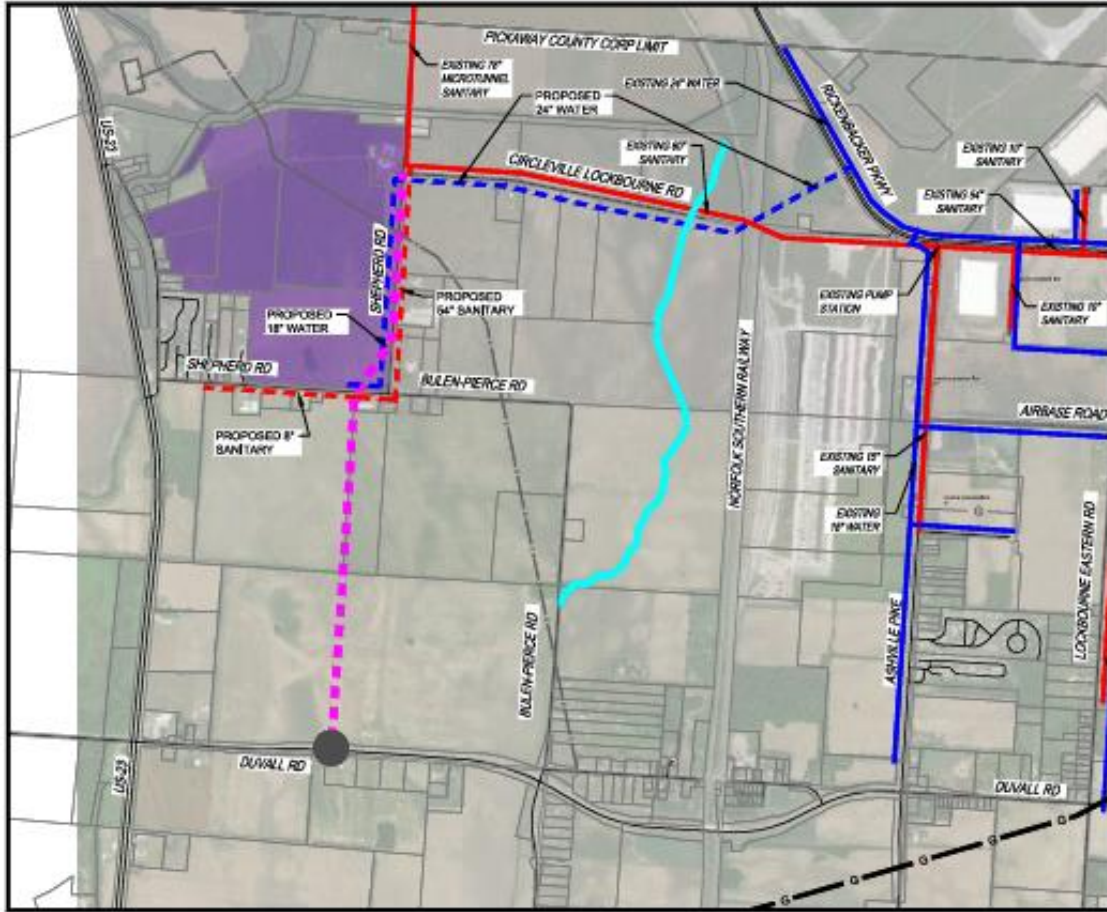 PICKAWAY COUNTY CORP LIMIT
EXISTING 78"
MICROTUNNEL
SANITARY
EXISTING 24" WATER
PROPOSED
24" WATER
RICKENBACKER PKWY
US-23
CIRCLEVILLE LOCKBOURNE RD
EXISTING 60"
SANITARY
EXISTING 10"
SANITARY
EXISTING 54"
SANITARY
SHEPHERD RD
PROPOSED
54" SANITARY
EXISTING PUMP
STATION
EXISTING 15"
SANITARY
PROPOSED
18" WATER
SHEPHERD RD
BULEN-PIERCE RD
NORFOLK SOUTHERN RAILWAY
AIRBASE ROAD
PROPOSED 8"
SANITARY
EXISTING 15"
SANITARY
EXISTING
16" WATER
G
LOCKBOURNE EASTERN RD
BULEN-PIERCE RD
ASHVILLE PIKE
DUVALL RD
US-23
DUVALL RD
G
G
G
G